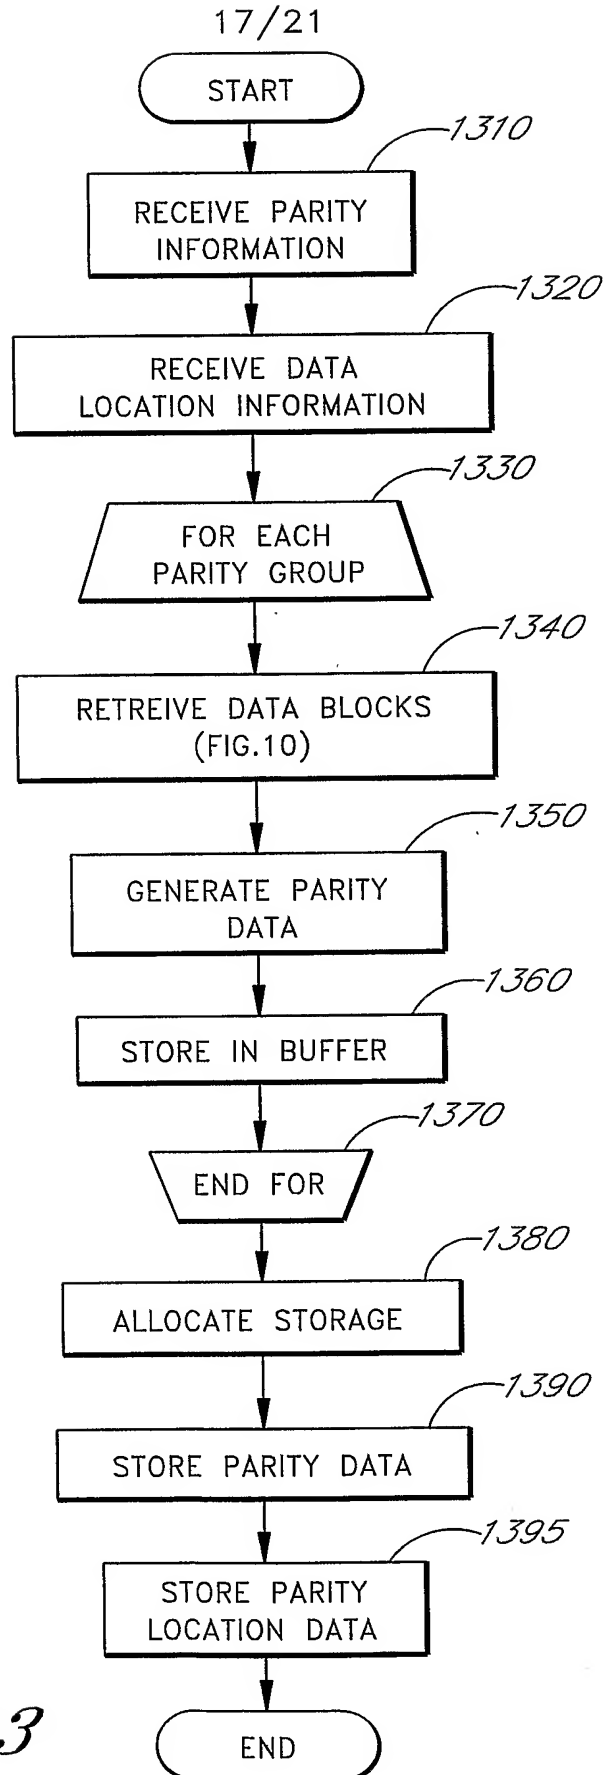 17/21
START
1310
RECEIVE PARITY
INFORMATION
1320
RECEIVE DATA
LOCATION INFORMATION
1330
FOR EACH
PARITY GROUP
1340
RETREIVE DATA BLOCKS
(FIG.10)
1350
GENERATE PARITY
DATA
1360
STORE IN BUFFER
1370
END FOR
1380
ALLOCATE STORAGE
1390
STORE PARITY DATA
1395
STORE PARITY
LOCATION DATA
3
END